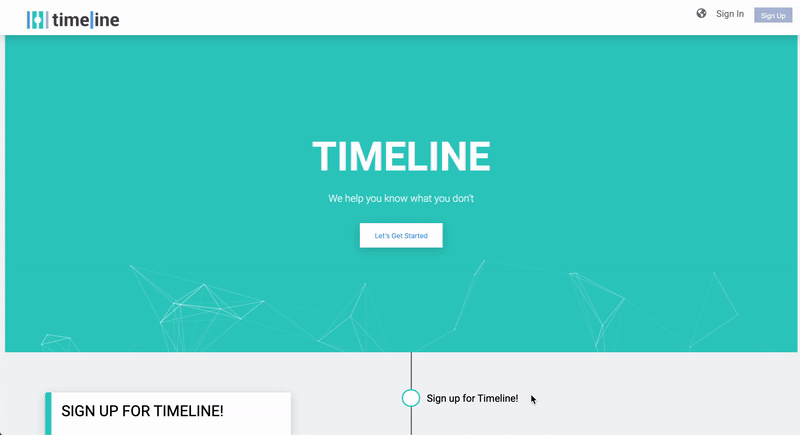 timeline
Sign In
Sign Up
TIMELINE
We help you know what you don't
Let's Get Started
Sign up for Timeline!
SIGN UP FOR TIMELINE!